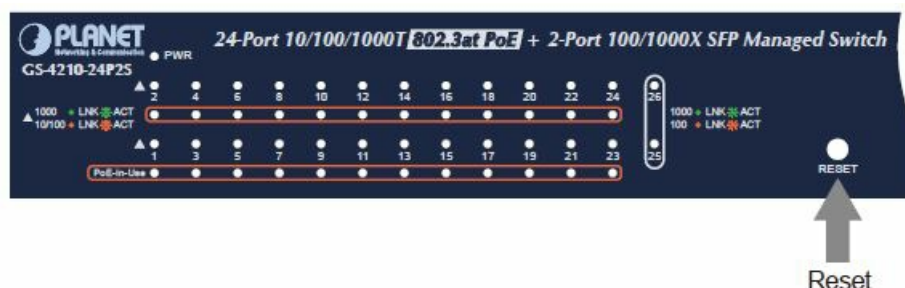 PLANET
Networking & Communication
GS-4210-24P2S
PWR
24-Port 10/100/1000T 802.3at PoE + 2-Port 100/1000X SFP Managed Switch
2 4 6 8 10 12 14 16 18 20 22 24 26
1000 LNK ACT
10/100 LNK ACT
1000 LNK ACT
100 LNK ACT
1 3 5 7 9 11 13 15 17 19 21 23 25
PoE-in-Use
RESET
Reset